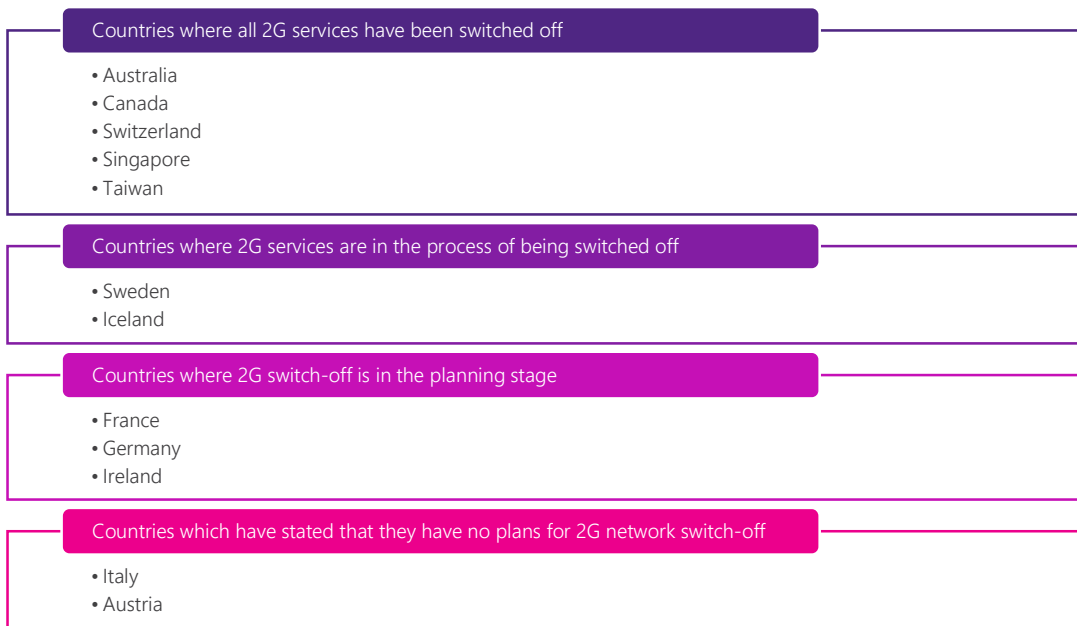 Countries where all 2G services have been switched off
• Australia
• Canada
• Switzerland
• Singapore
• Taiwan
Countries where 2G services are in the process of being switched off
• Sweden
• Iceland
Countries where 2G switch-off is in the planning stage
• France
• Germany
• Ireland
Countries which have stated that they have no plans for 2G network switch-off
• Italy
• Austria